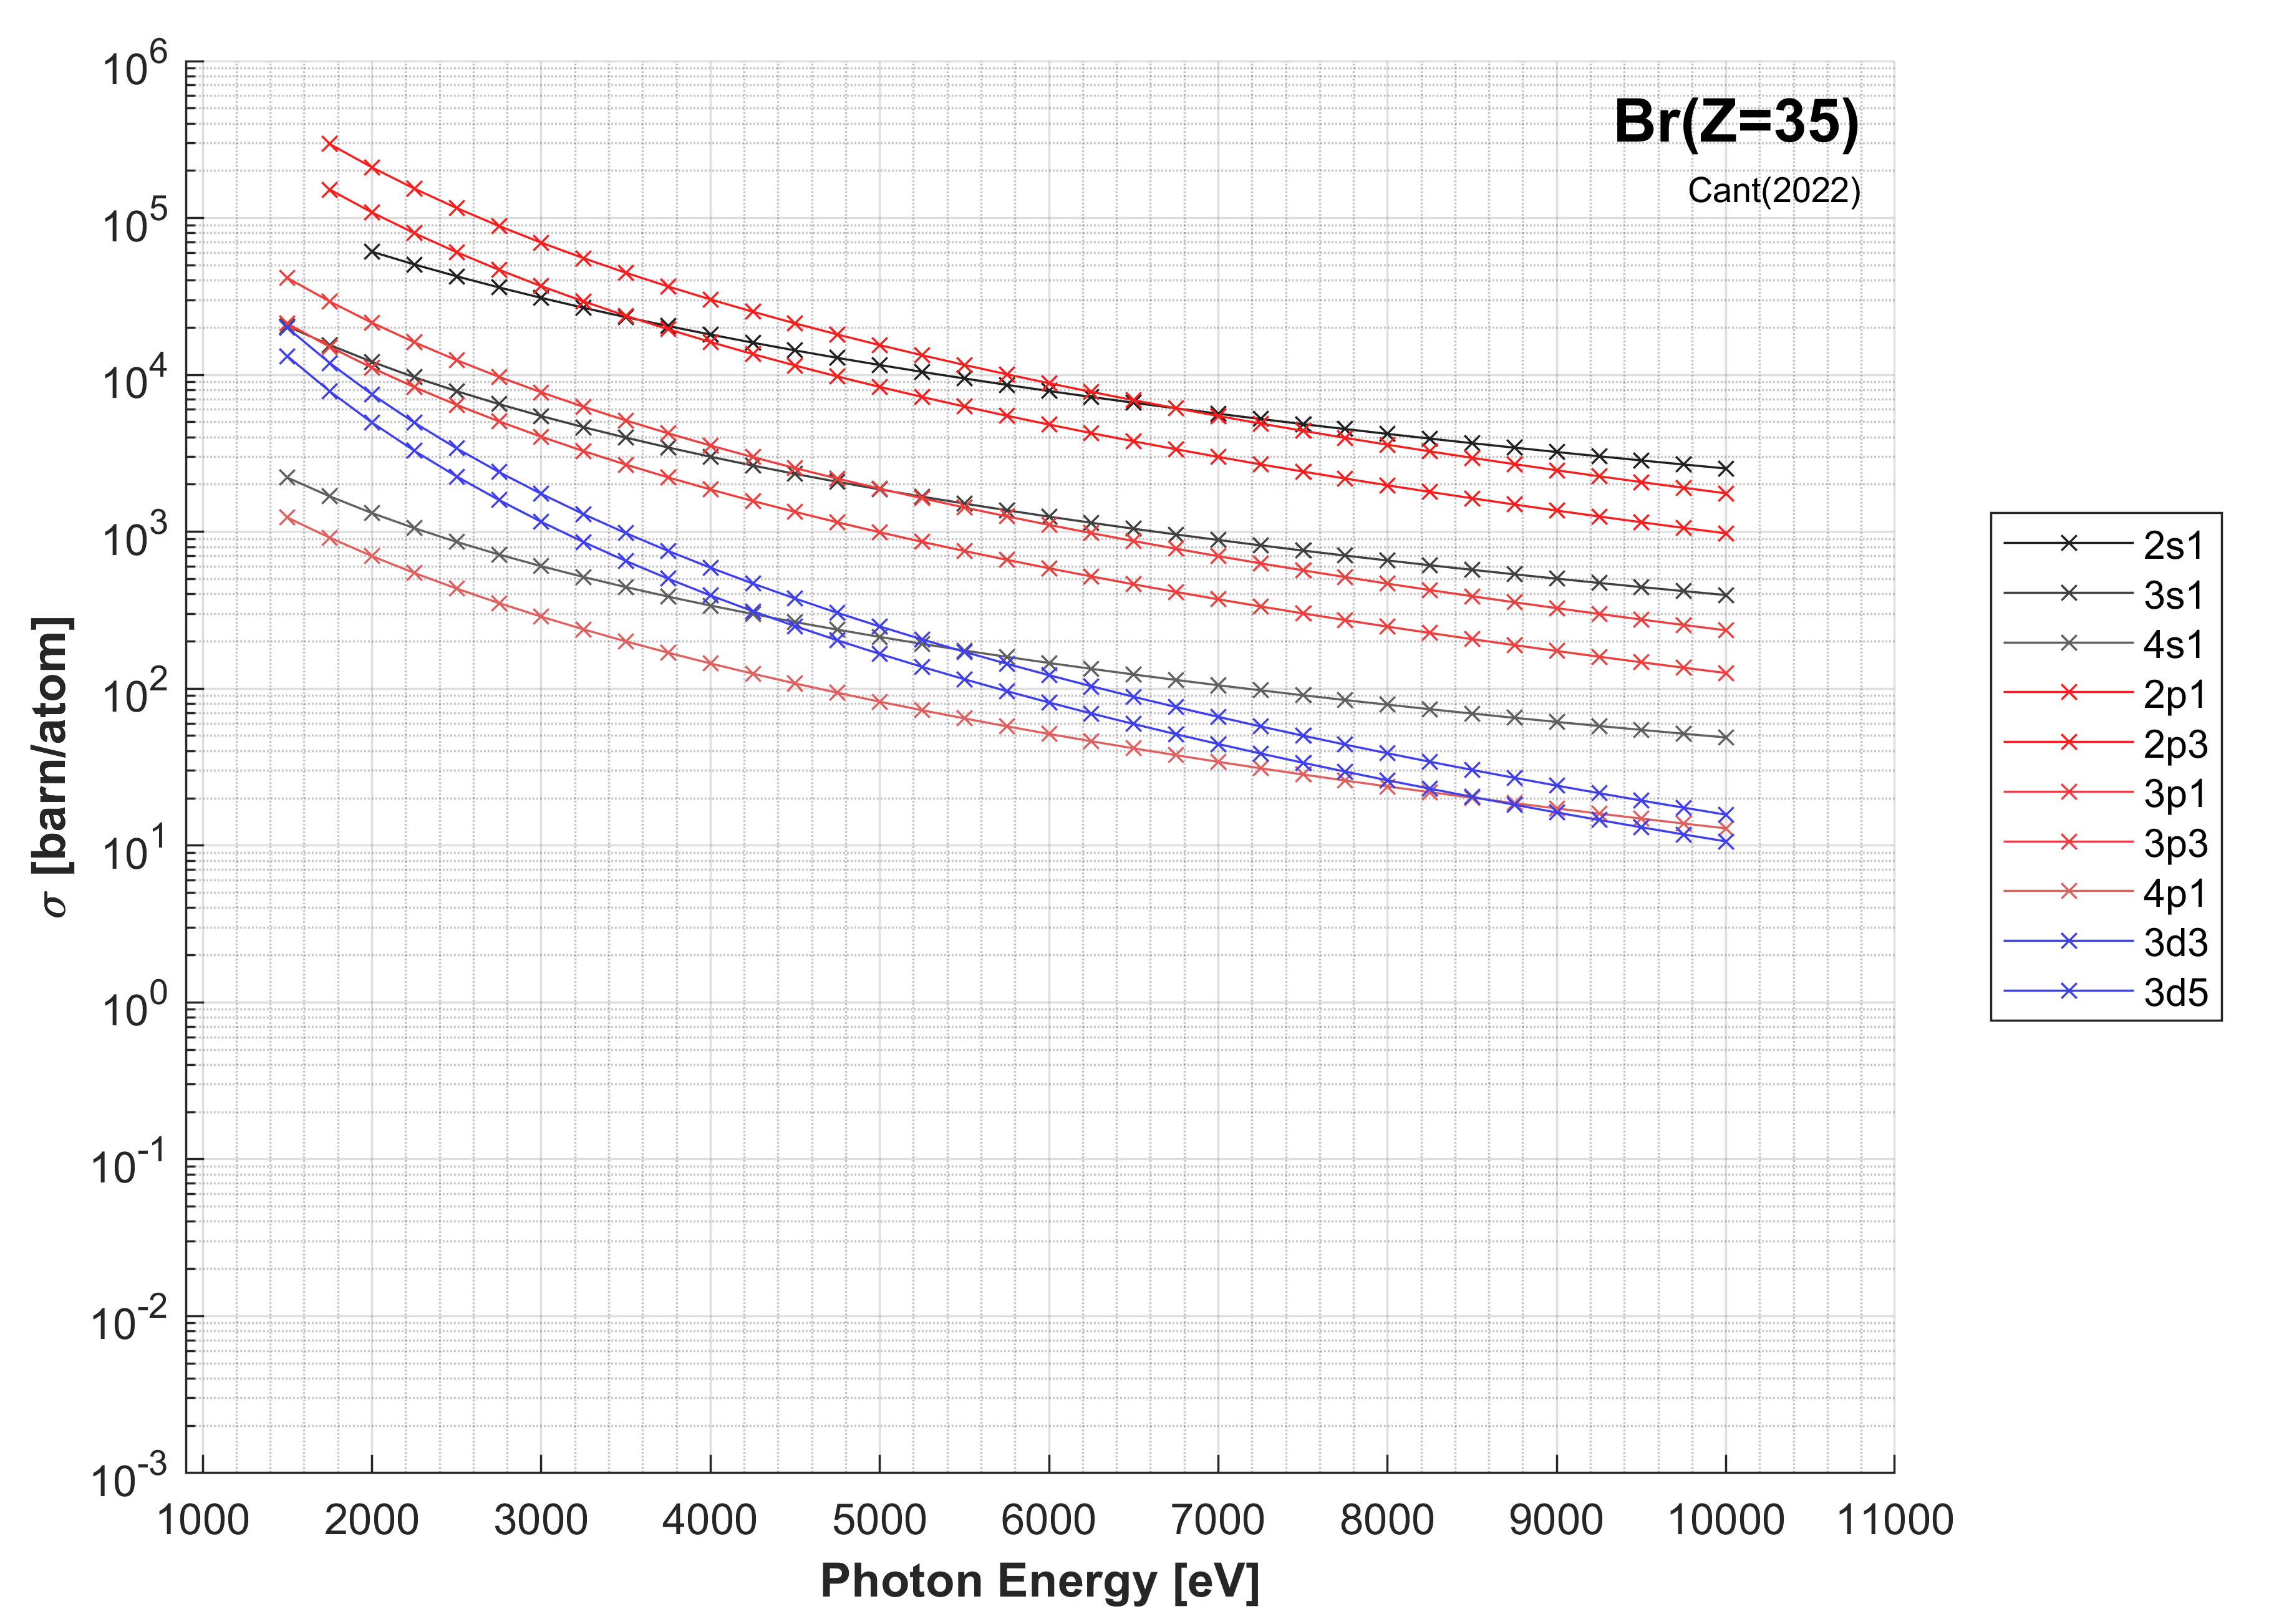 Br(Z=35)
Cant(2022)
10^6
10^5
10^4
10^3
10^2
10^1
10^0
10^-1
10^-2
10^-3
σ [barn/atom]
1000 2000 3000 4000 5000 6000 7000 8000 9000 10000 11000
Photon Energy [eV]
2s1
3s1
4s1
2p1
2p3
3p1
3p3
4p1
3d3
3d5